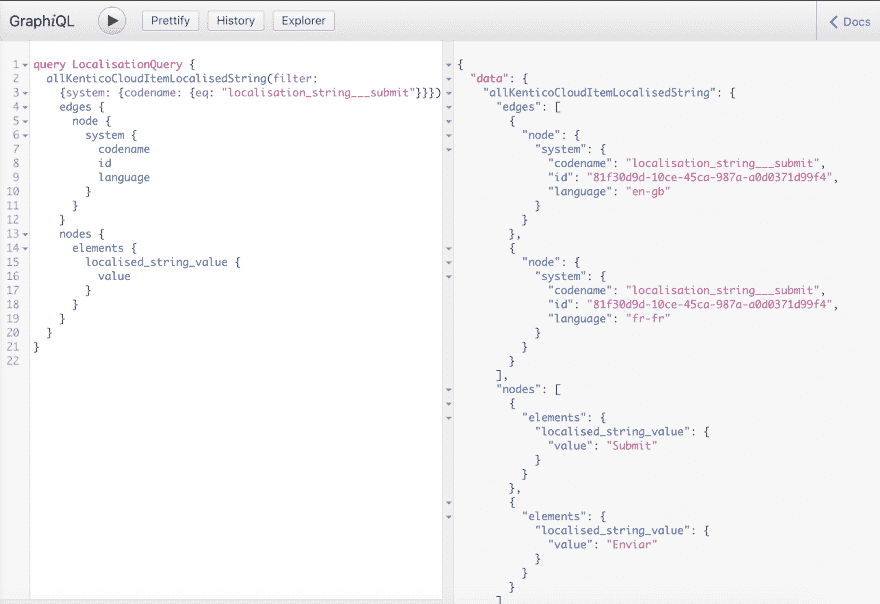 GraphiQL Prettify History Explorer Docs
1 query LocalisationQuery {
2 allKenticoCloudItemLocalisedString(filter:
3 {system: {codename: {eq: "localisation_string___submit"}}})
4 edges {
5 node {
6 system {
7 codename
8 id
9 language
10 }
11 }
12 }
13 nodes {
14 elements {
15 localised_string_value {
16 value
17 }
18 }
19 }
20 }
21 }
22
{
"data": {
"allKenticoCloudItemLocalisedString": {
"edges": [
{
"node": {
"system": {
"codename": "localisation_string___submit",
"id": "81f30d9d-10ce-45ca-987a-a0d0371d99f4",
"language": "en-gb"
}
}
},
{
"node": {
"system": {
"codename": "localisation_string___submit",
"id": "81f30d9d-10ce-45ca-987a-a0d0371d99f4",
"language": "fr-fr"
}
}
}
],
"nodes": [
{
"elements": {
"localised_string_value": {
"value": "Submit"
}
}
},
{
"elements": {
"localised_string_value": {
"value": "Enviar"
}
}
}
]